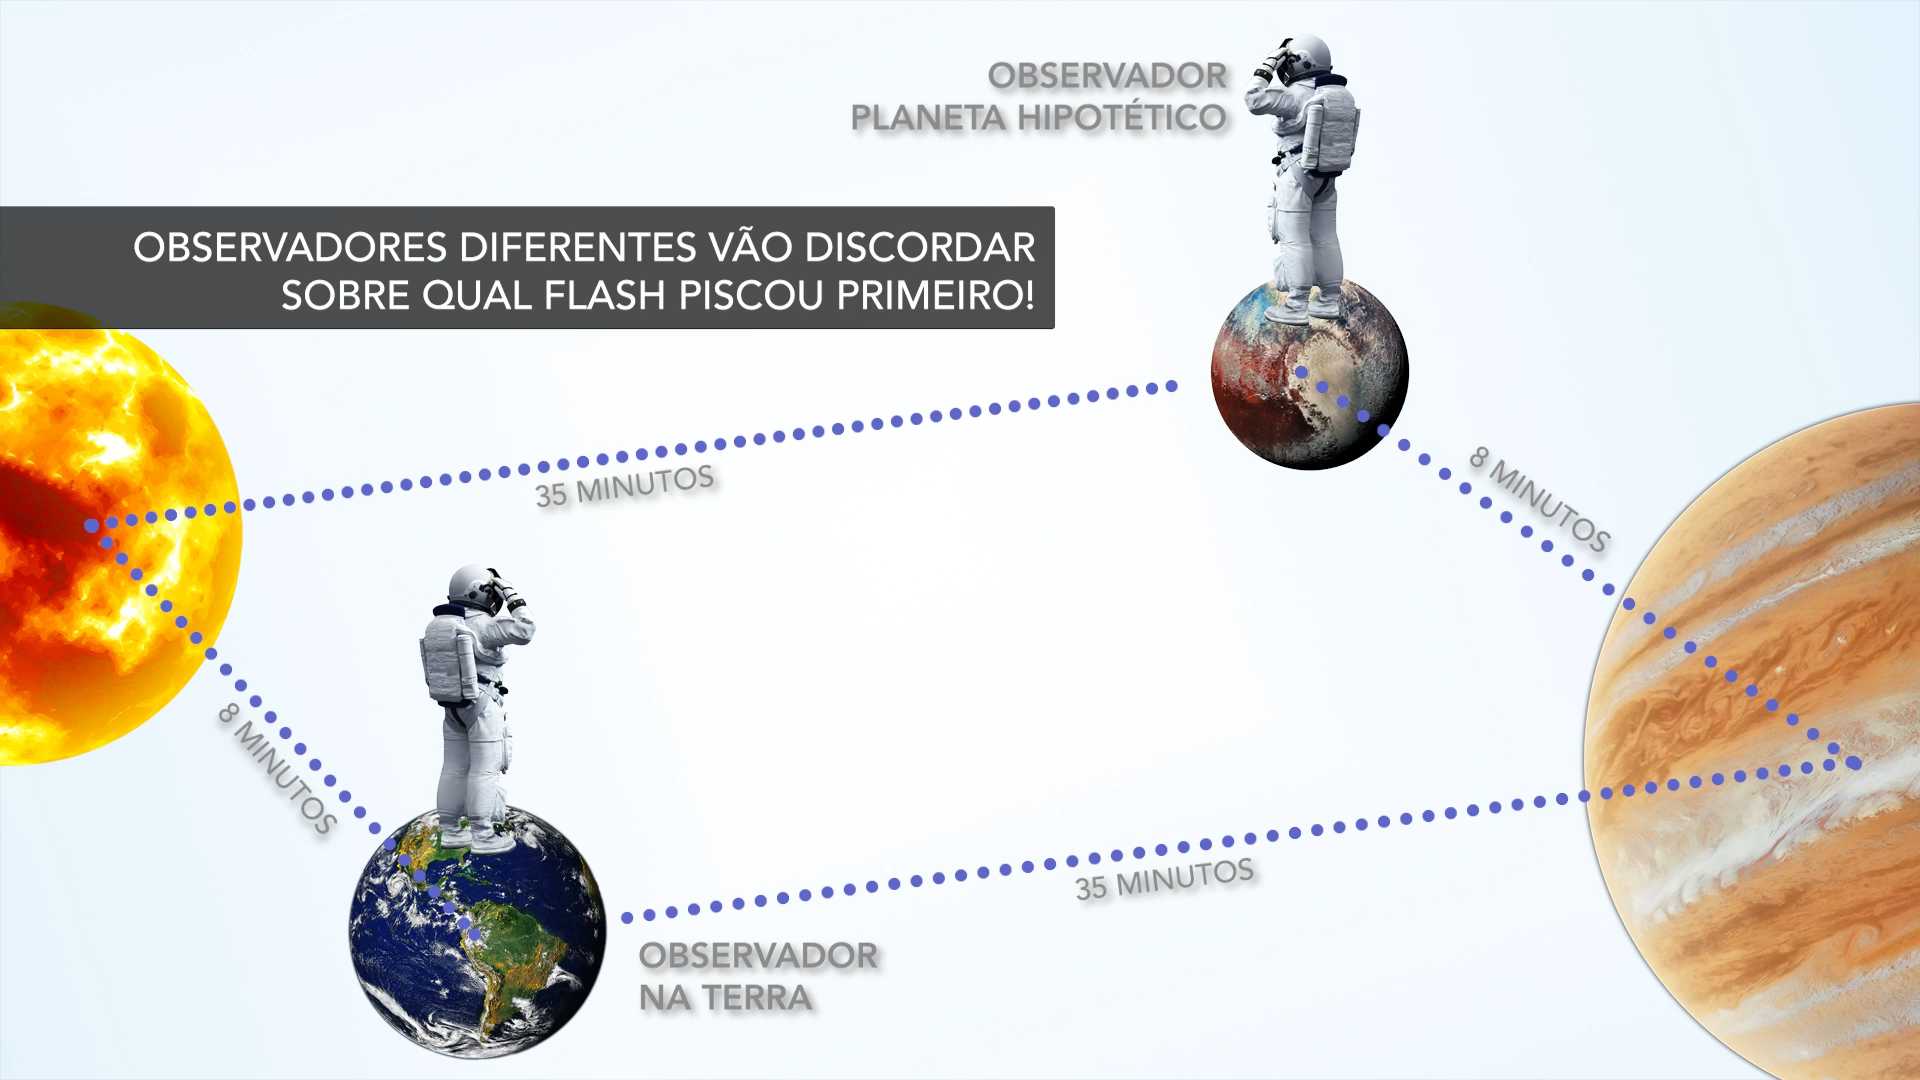 OBSERVADOR
PLANETA HIPOTÉTICO
OBSERVADORES DIFERENTES VÃO DISCORDAR
SOBRE QUAL FLASH PISCOU PRIMEIRO!
35 MINUTOS
8 MINUTOS
8 MINUTOS
35 MINUTOS
OBSERVADOR
NA TERRA